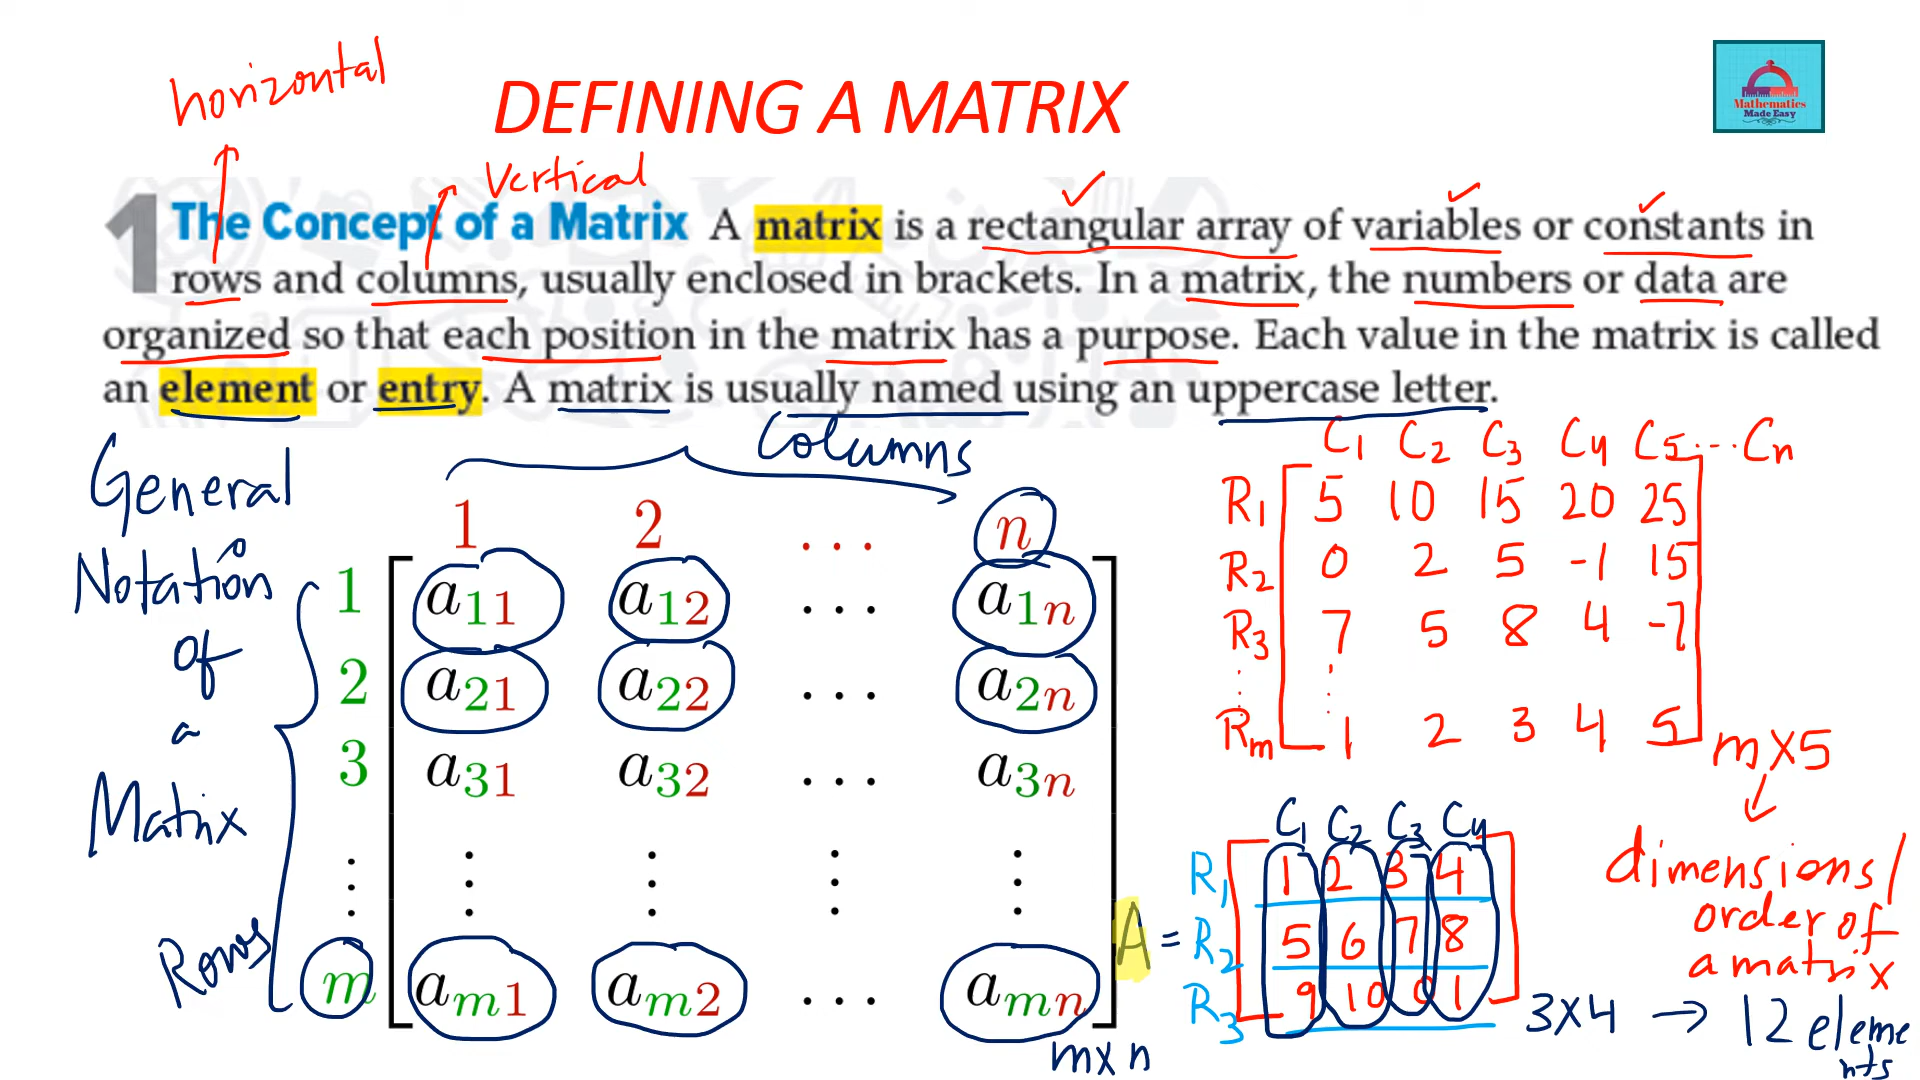 horizontal
DEFINING A MATRIX
Mathematics
Made Easy
Vertical
1 The Concept of a Matrix A matrix is a rectangular array of variables or constants in
rows and columns, usually enclosed in brackets. In a matrix, the numbers or data are
organized so that each position in the matrix has a purpose. Each value in the matrix is called
an element or entry. A matrix is usually named using an uppercase letter.
General
Notation
of
a
Matrix
Columns
1 2 ... n
1 a11 a12 ... a1n
2 a21 a22 ... a2n
3 a31 a32 ... a3n
⋮ ⋮ ⋮ ⋮ ⋮
m am1 am2 ... amn
Rows
m x n
C1 C2 C3 C4 C5 ... Cn
R1 5 10 15 20 25
R2 0 2 5 -1 15
R3 7 5 8 4 -7
⋮ ⋮
Rm 1 2 3 4 5
m X 5
dimensions/
order of
a matrix
C1 C2 C3 C4
R1 1 2 3 4
A = R2 5 6 7 8
R3 9 10 0 1
3X4 → 12 eleme
nts